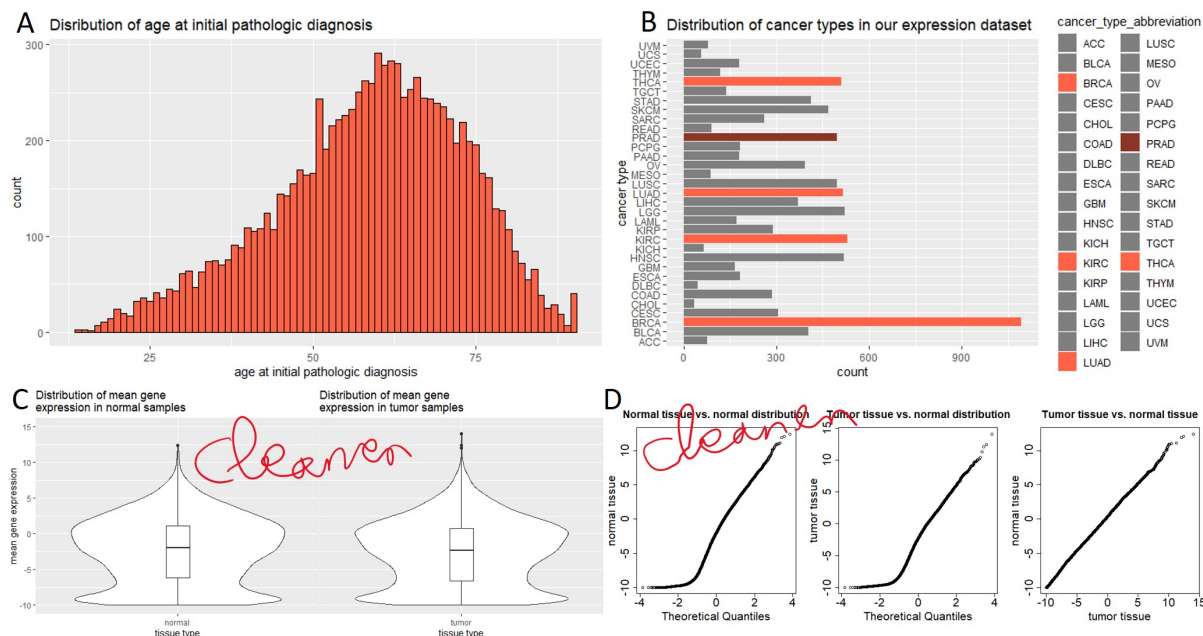 A
Disribution of age at initial pathologic diagnosis
300
200
100
0
count
25
50
75
age at initial pathologic diagnosis
B
Distribution of cancer types in our expression dataset
cancer type
UVM
UCS
UCEC
THYM
THCA
TGCT
STAD
SKCM
SARC
READ
PRAD
PCPG
PAAD
OV
MESO
LUSC
LUAD
LIHC
LGG
LAML
KIRP
KIRC
KICH
HNSC
GBM
ESCA
DLBC
COAD
CHOL
CESC
BRCA
BLCA
ACC
0 300 600 900
count
cancer_type_abbreviation
ACC LUSC
BLCA MESO
BRCA OV
CESC PAAD
CHOL PCPG
COAD PRAD
DLBC READ
ESCA SARC
GBM SKCM
HNSC STAD
KICH TGCT
KIRC THCA
KIRP THYM
LAML UCEC
LGG UCS
LIHC UVM
LUAD
C
Distribution of mean gene
expression in normal samples
Distribution of mean gene
expression in tumor samples
cleaner
mean gene expression
15
10
5
0
-5
-10
normal
tissue type
tumor
tissue type
D
cleaner
Normal tissue vs. normal distribution
normal tissue
10
5
0
-5
-10
-4 -2 0 2 4
Theoretical Quantiles
Tumor tissue vs. normal distribution
tumor tissue
15
10
5
0
-5
-10
-4 -2 0 2 4
Theoretical Quantiles
Tumor tissue vs. normal tissue
normal tissue
10
5
0
-5
-10
-10 -5 0 5 10 15
tumor tissue